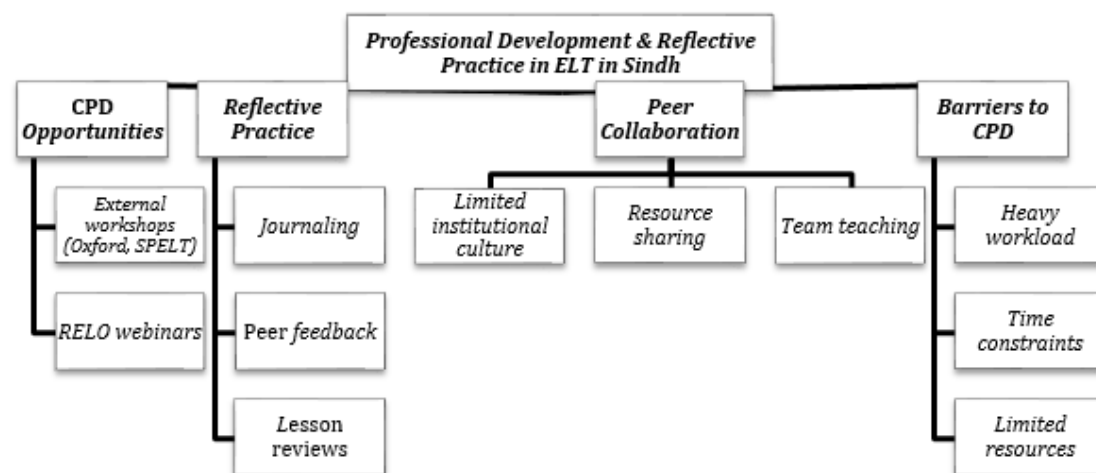 Professional Development & Reflective
Practice in ELT in Sindh
CPD
Opportunities
External
workshops
(Oxford, SPELT)
RELO webinars
Reflective
Practice
Journaling
Peer feedback
Lesson
reviews
Peer
Collaboration
Limited
institutional
culture
Resource
sharing
Team teaching
Barriers to
CPD
Heavy
workload
Time
constraints
Limited
resources